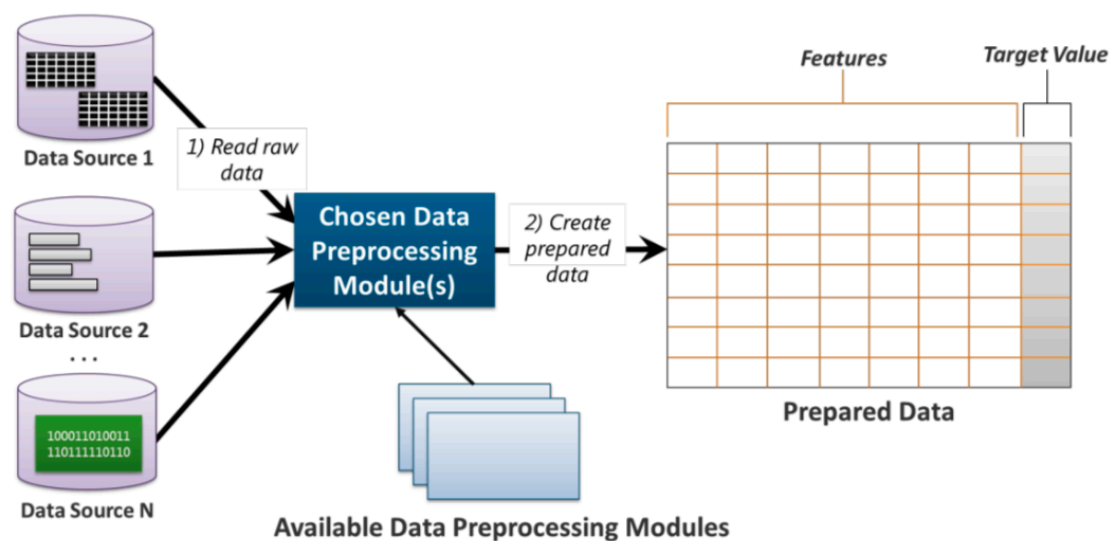 Data Source 1
1) Read raw
data
Data Source 2
...
100011010011
110111110110
Data Source N
Chosen Data
Preprocessing
Module(s)
Available Data Preprocessing Modules
2) Create
prepared
data
Features
Target Value
Prepared Data